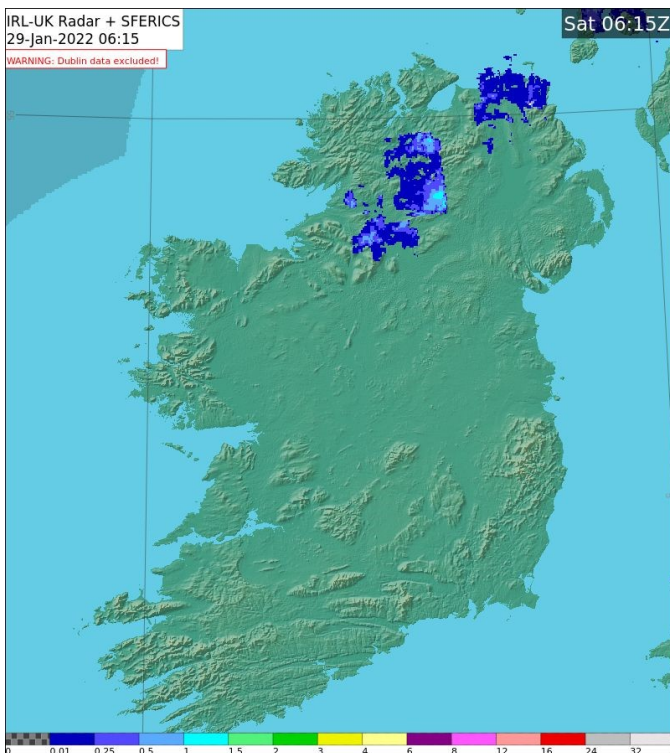 IRL-UK Radar + SFERICS
29-Jan-2022 06:15
WARNING: Dublin data excluded!
Sat 06:15Z
0 0.01 0.25 0.5 1 1.5 2 3 4 6 8 12 16 24 32